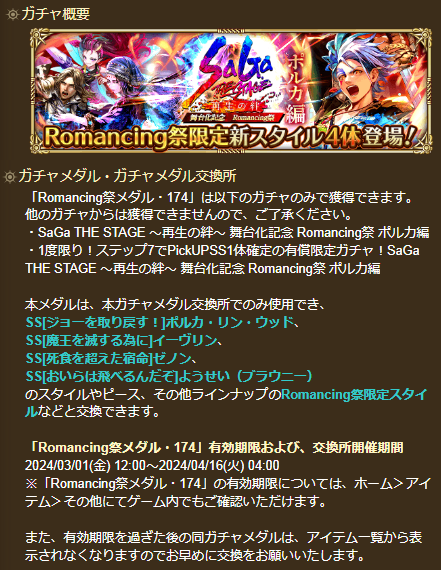 ガチャ概要
SaGa
THE STAGE
再生の絆
舞台化記念 Romancing祭
ポルカ編
Romancing祭限定新スタイル4体登場!
ガチャメダル・ガチャメダル交換所
「Romancing祭メダル・174」は以下のガチャのみで獲得できます。
他のガチャからは獲得できませんので、ご了承ください。
・SaGa THE STAGE ～再生の絆～ 舞台化記念 Romancing祭 ポルカ編
・1度限り！ステップ7でPickUPSS1体確定の有償限定ガチャ！SaGa
THE STAGE ～再生の絆～ 舞台化記念 Romancing祭 ポルカ編
本メダルは、本ガチャメダル交換所でのみ使用でき、
SS[ジョーを取り戻す！]ポルカ・リン・ウッド、
SS[魔王を滅する為に]イーヴリン、
SS[死食を超えた宿命]ゼノン、
SS[おいらは飛べるんだぞ]ようせい（ブラウニー）
のスタイルやピース、その他ラインナップのRomancing祭限定スタイ
ルなどと交換できます。
「Romancing祭メダル・174」有効期限および、交換所開催期間
2024/03/01(金) 12:00～2024/04/16(火) 04:00
※「Romancing祭メダル・174」の有効期限については、ホーム＞アイ
テム＞その他にてゲーム内でもご確認いただけます。
また、有効期限を過ぎた後の同ガチャメダルは、アイテム一覧から表
示されなくなりますのでお早めに交換をお願いいたします。